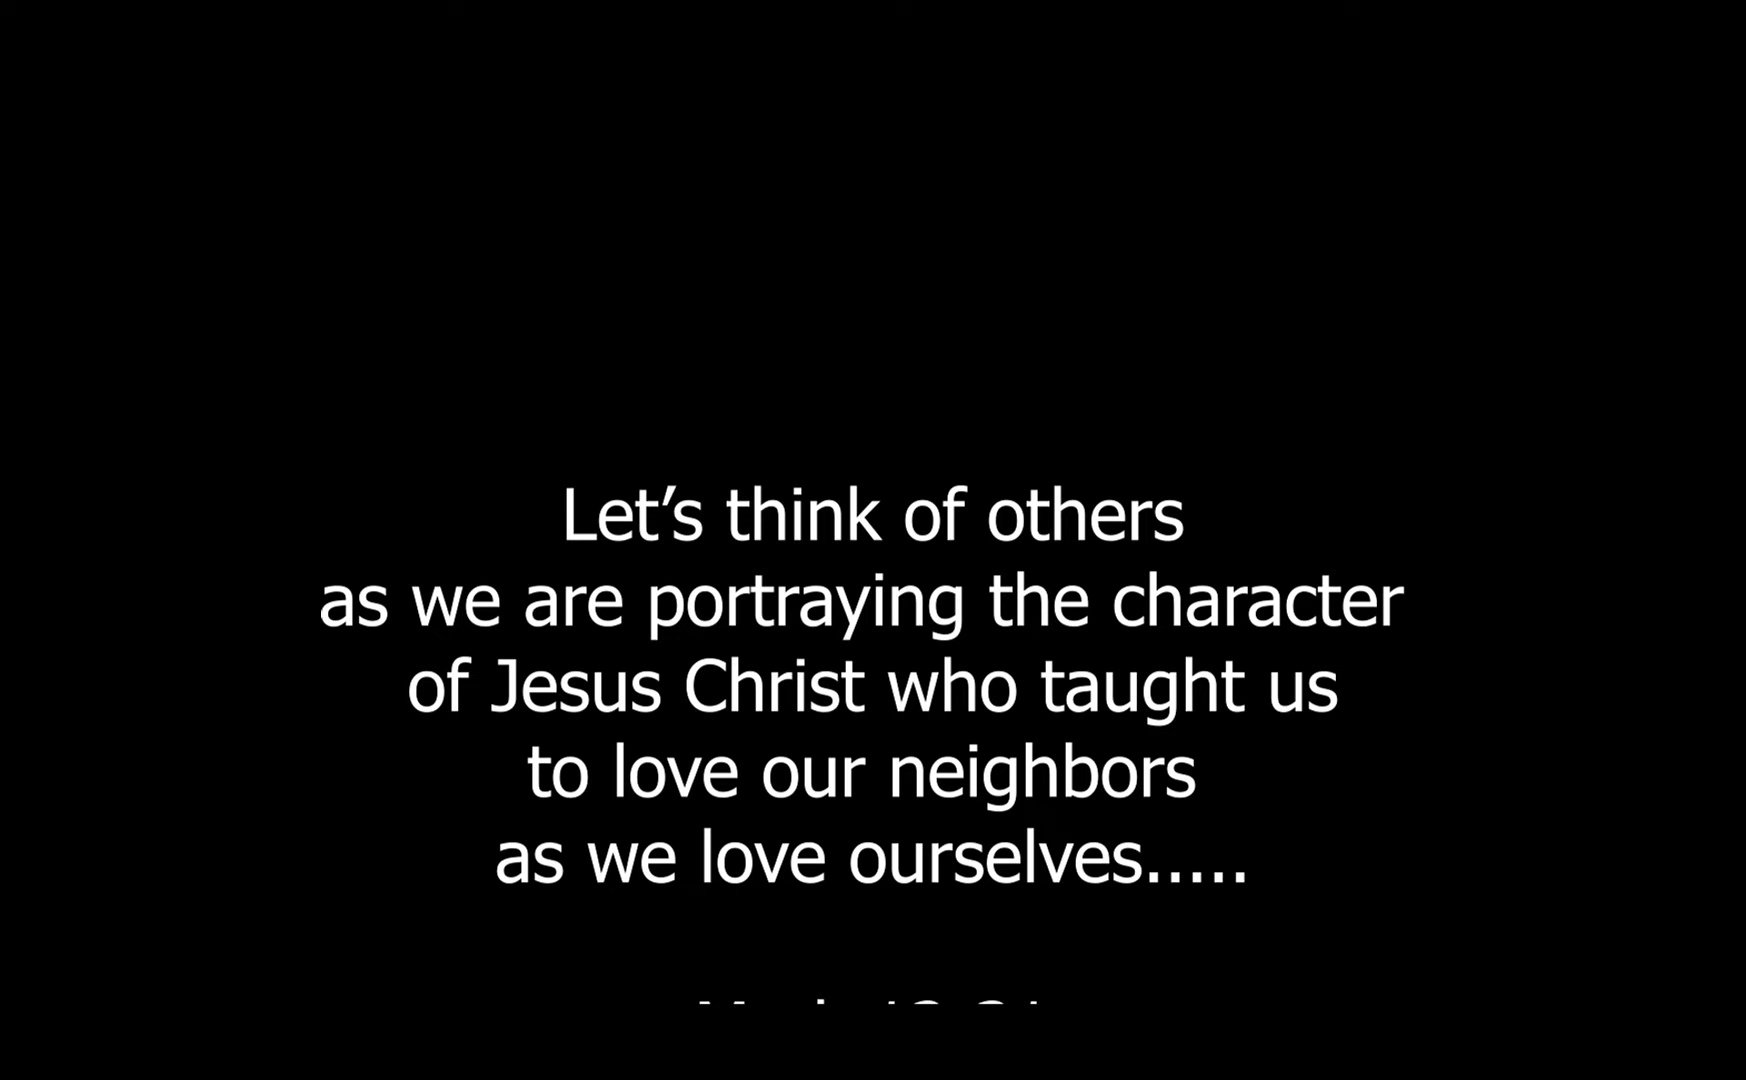 Let’s think of others
as we are portraying the character
of Jesus Christ who taught us
to love our neighbors
as we love ourselves.....